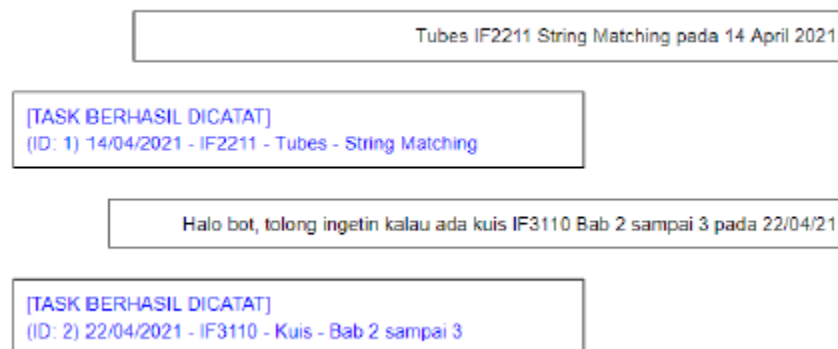 Tubes IF2211 String Matching pada 14 April 2021
[TASK BERHASIL DICATAT]
(ID: 1) 14/04/2021 - IF2211 - Tubes - String Matching
Halo bot, tolong ingetin kalau ada kuis IF3110 Bab 2 sampai 3 pada 22/04/21
[TASK BERHASIL DICATAT]
(ID: 2) 22/04/2021 - IF3110 - Kuis - Bab 2 sampai 3